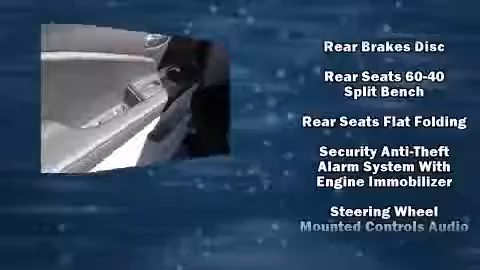 Rear Brakes Disc
Rear Seats 60-40
Split Bench
Rear Seats Flat Folding
Security Anti-Theft
Alarm System With
Engine Immobilizer
Steering Wheel
Mounted Controls Audio